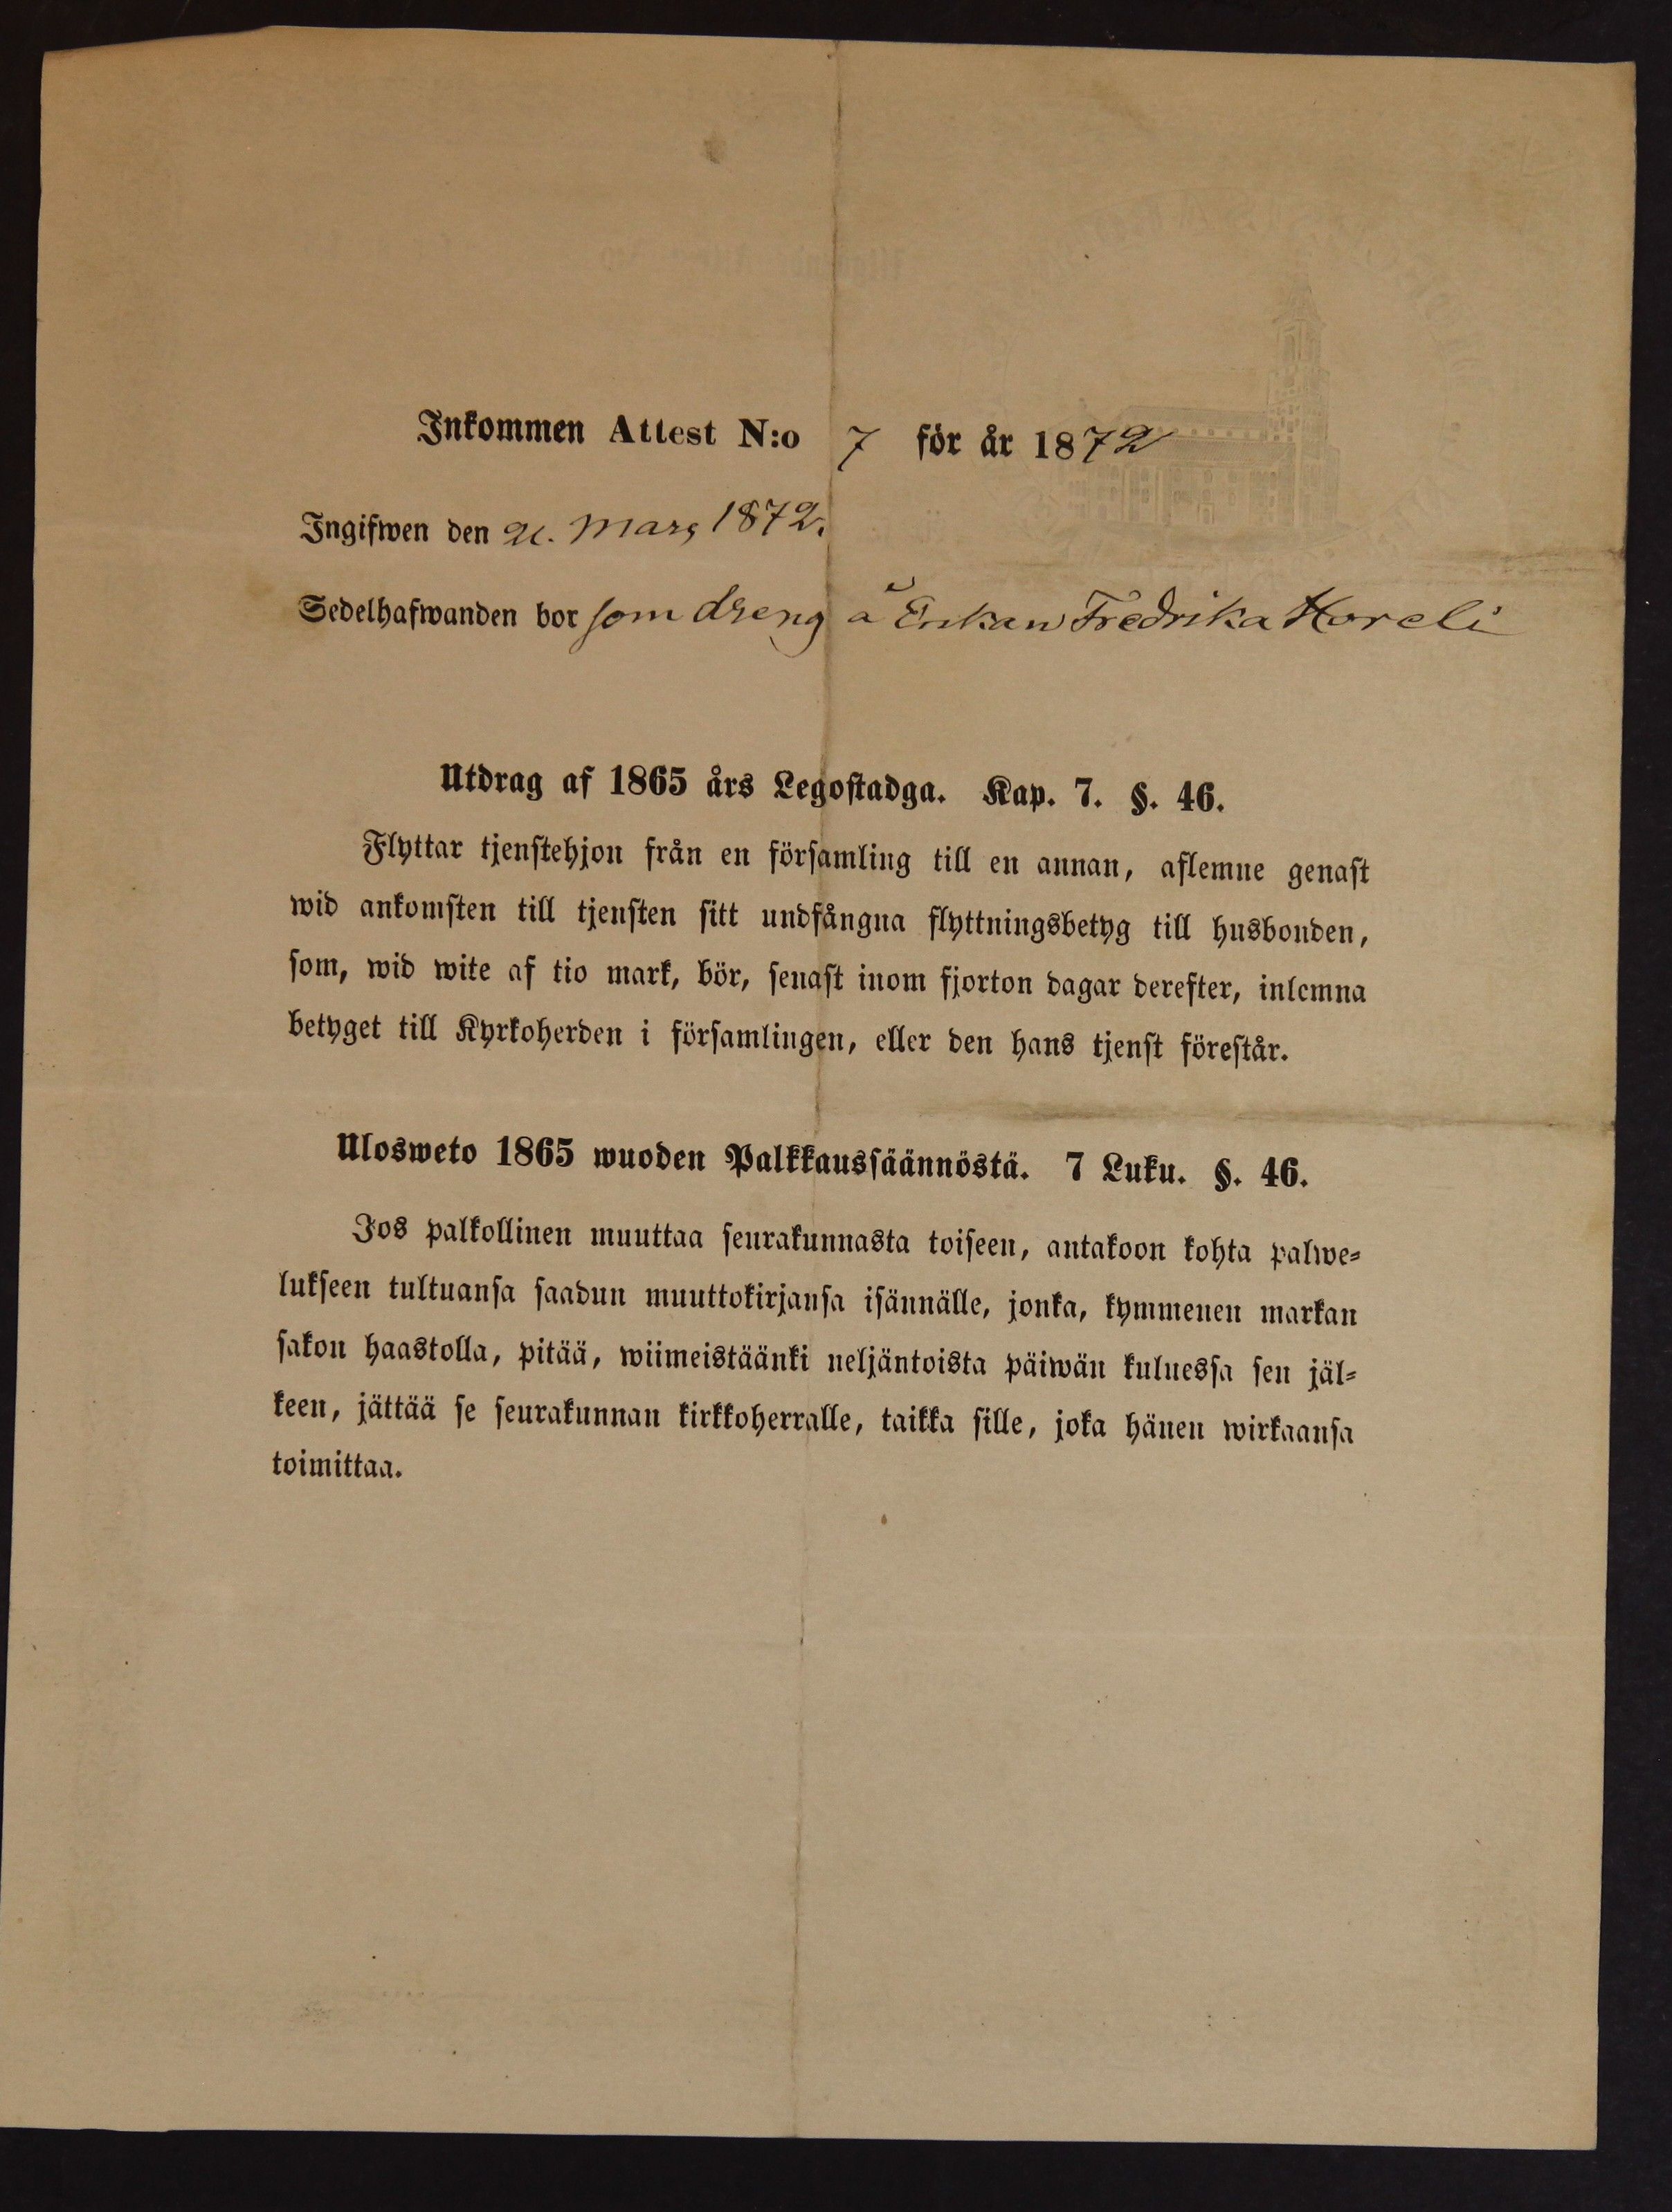 Inkommen Attest N:o 7 för år 1872
Ingifwen den 21. Mars 1872.
Sedelhafwanden bor som dreng å Enkan Fredrika Horeli
Utdrag af 1865 års Legostadga. Kap. 7. §. 46.
Flyttar tjenstehjon från en församling till en annan, aflemne genast
wid ankomsten till tjensten sitt undfångna flyttningsbetyg till husbonden,
som, wid wite af tio mark, bör, senast inom fjorton dagar derefter, inlemna
betyget till Kyrkoherden i församlingen, eller den hans tjenst förestår.
Ulosweto 1865 wuoden Palkkaussäännöstä. 7 Luku. §. 46.
Jos palkollinen muuttaa seurakunnasta toiseen, antakoon kohta palwe-
lukseen tultuansa saadun muuttokirjansa isännälle, jonka, kymmenen markan
sakon haastolla, pitää, wiimeistäänki neljäntoista päiwän kuluessa sen jäl-
keen, jättää se seurakunnan kirkkoherralle, taikka sille, joka hänen wirkaansa
toimittaa.